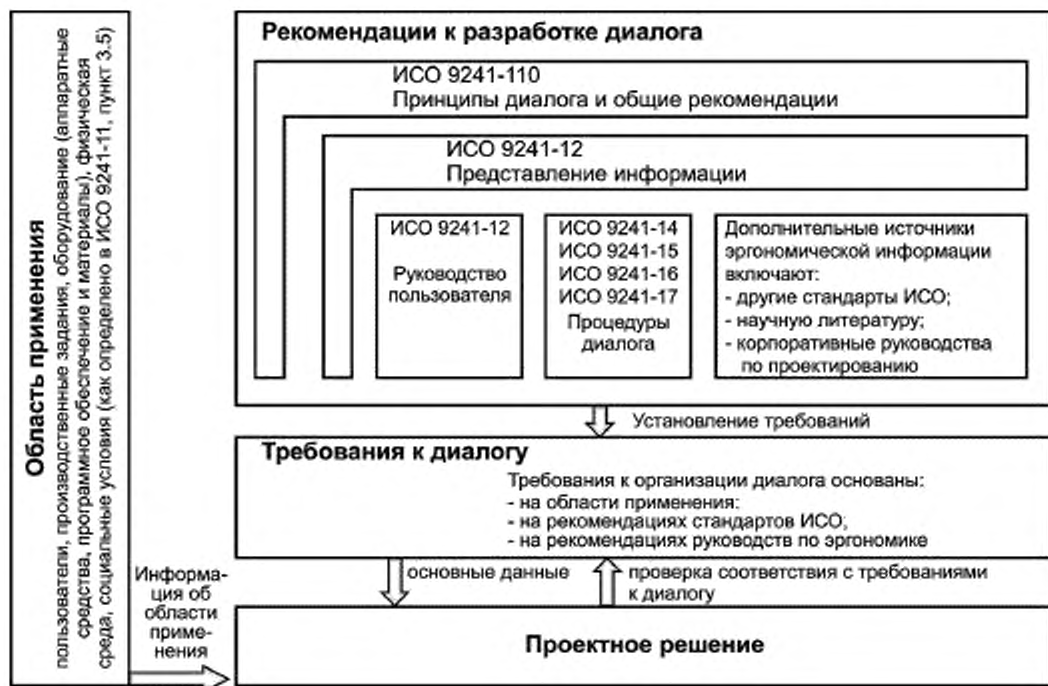 Область применения
пользователи, производственные задания, оборудование (аппаратные
средства, программное обеспечение и материалы), физическая
среда, социальные условия (как определено в ИСО 9241-11, пункт 3.5)
Рекомендации к разработке диалога
ИСО 9241-110
Принципы диалога и общие рекомендации
ИСО 9241-12
Представление информации
ИСО 9241-12
Руководство
пользователя
ИСО 9241-14
ИСО 9241-15
ИСО 9241-16
ИСО 9241-17
Процедуры
диалога
Дополнительные источники
эргономической информации
включают:
- другие стандарты ИСО;
- научную литературу;
- корпоративные руководства
по проектированию
Установление требований
Требования к диалогу
Требования к организации диалога основаны:
- на области применения:
- на рекомендациях стандартов ИСО;
- на рекомендациях руководств по эргономике
основные данные
проверка соответствия с требованиями
к диалогу
Информа-
ция об
области
приме-
нения
Проектное решение